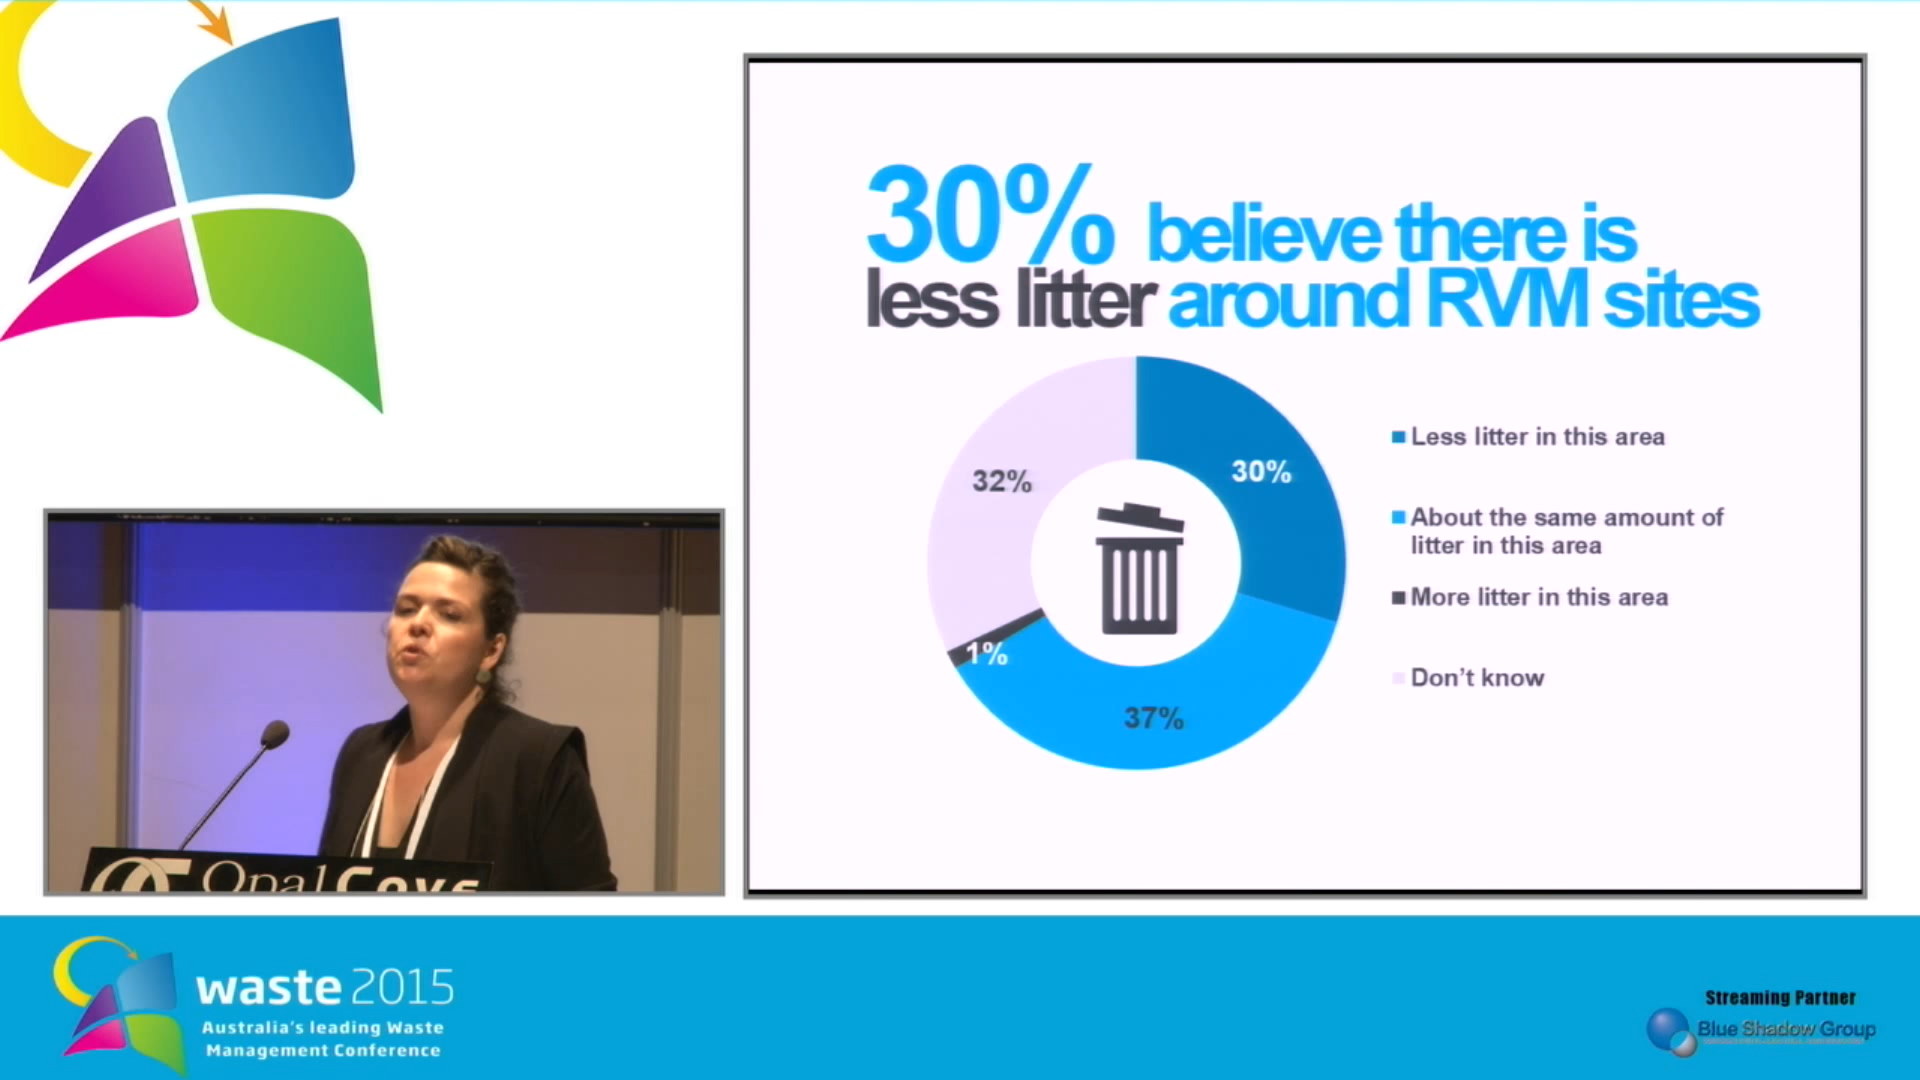 30% believe there is
less litter around RVM sites
32%
30%
1%
37%
Less litter in this area
About the same amount of
litter in this area
More litter in this area
Don't know
Opal Cove
waste 2015
Australia's leading Waste
Management Conference
Streaming Partner
Blue Shadow Group